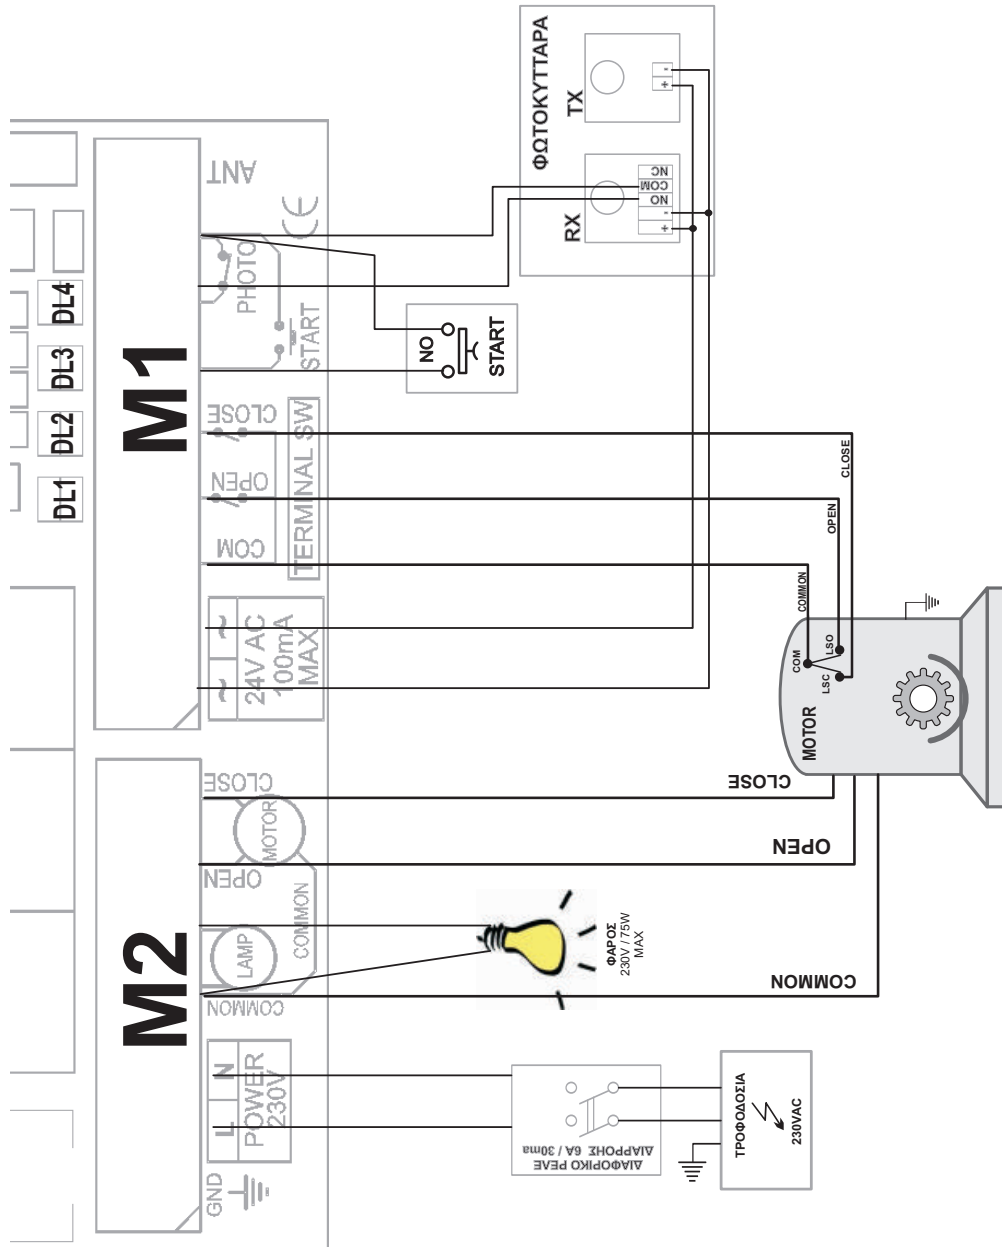 ΦΩΤΟΚΥΤΤΑΡΑ
TX
-
+
RX
NC
COM
NO
-
+
ANT
CE
DL4
DL3
DL2
DL1
M1
PHOTO
START
NO
START
CLOSE
OPEN
COM
TERMINAL SW
~
~
24V AC
100mA
MAX
CLOSE
OPEN
COMMON
COM
LSO
LSC
MOTOR
M2
CLOSE
MOTOR
OPEN
COMMON
LAMP
COMMON
CLOSE
OPEN
COMMON
ΦΑΡΟΣ
230V / 75W
MAX
N
L
POWER
230V
GND
ΔΙΑΦΟΡΙΚΟ ΡΕΛΕ
ΔΙΑΡΡΟΗΣ 6A / 30ma
ΤΡΟΦΟΔΟΣΙΑ
230VAC